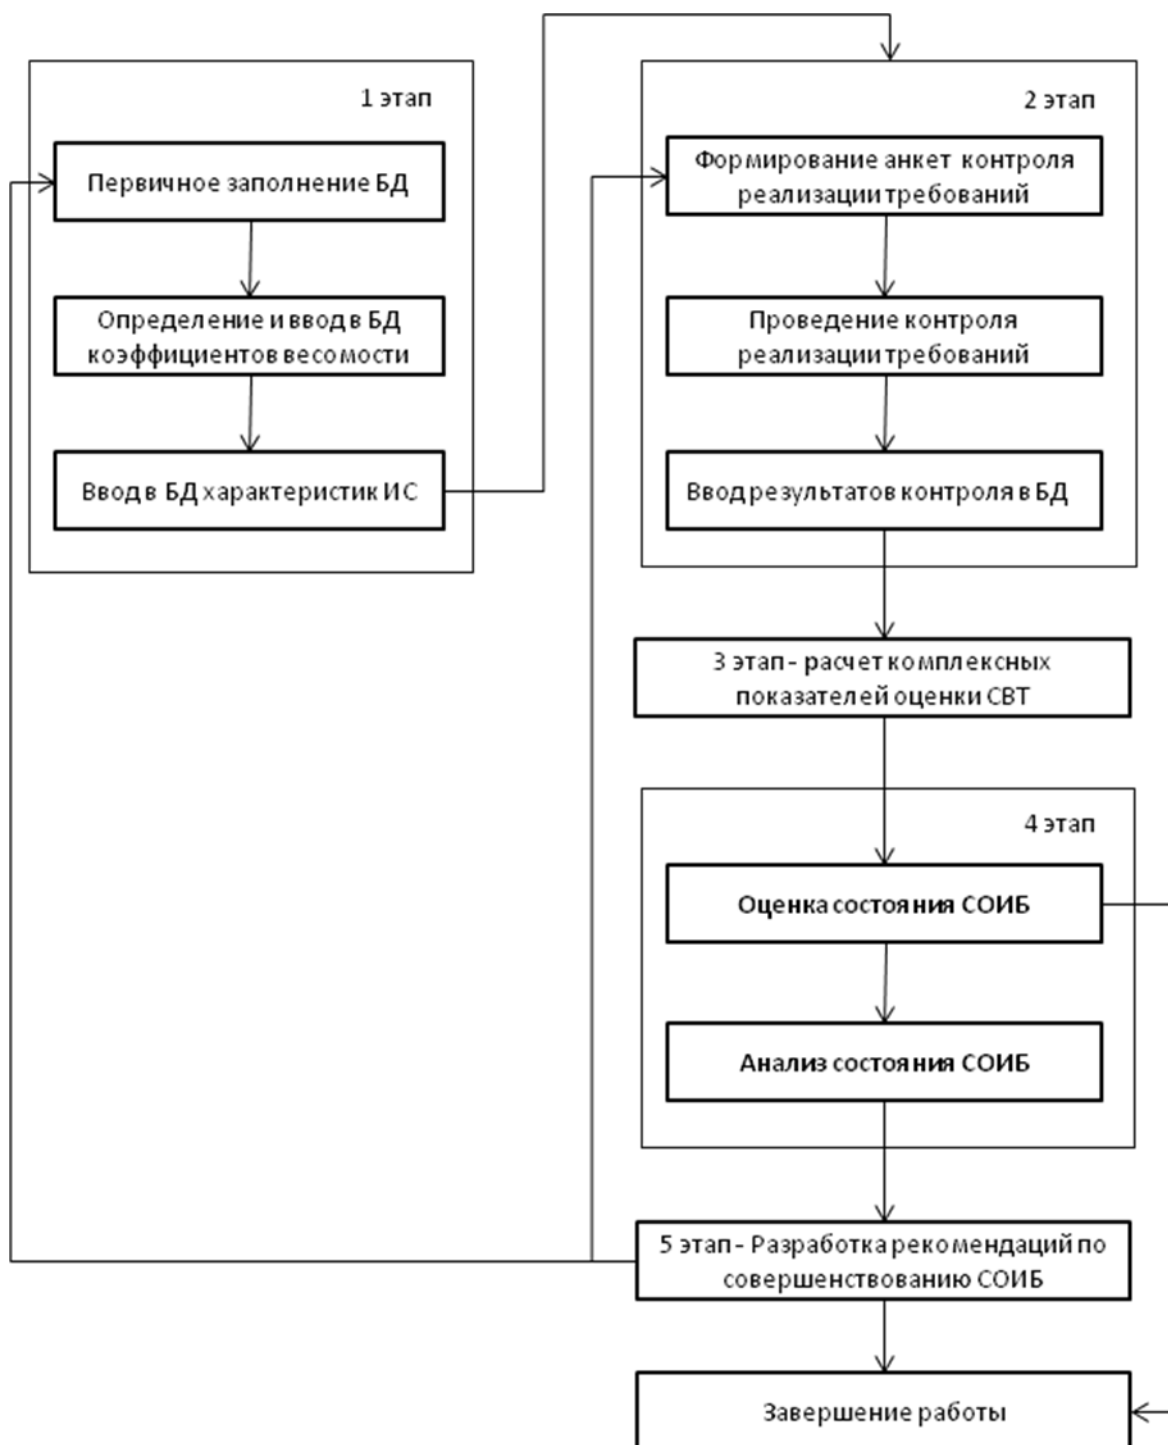 1 этап
Первичное заполнение БД
Определение и ввод в БД
коэффициентов весомости
Ввод в БД характеристик ИС
2 этап
Формирование анкет контроля
реализации требований
Проведение контроля
реализации требований
Ввод результатов контроля в БД
3 этап - расчет комплексных
показателей оценки СВТ
4 этап
Оценка состояния СОИБ
Анализ состояния СОИБ
5 этап - Разработка рекомендаций по
совершенствованию СОИБ
Завершение работы